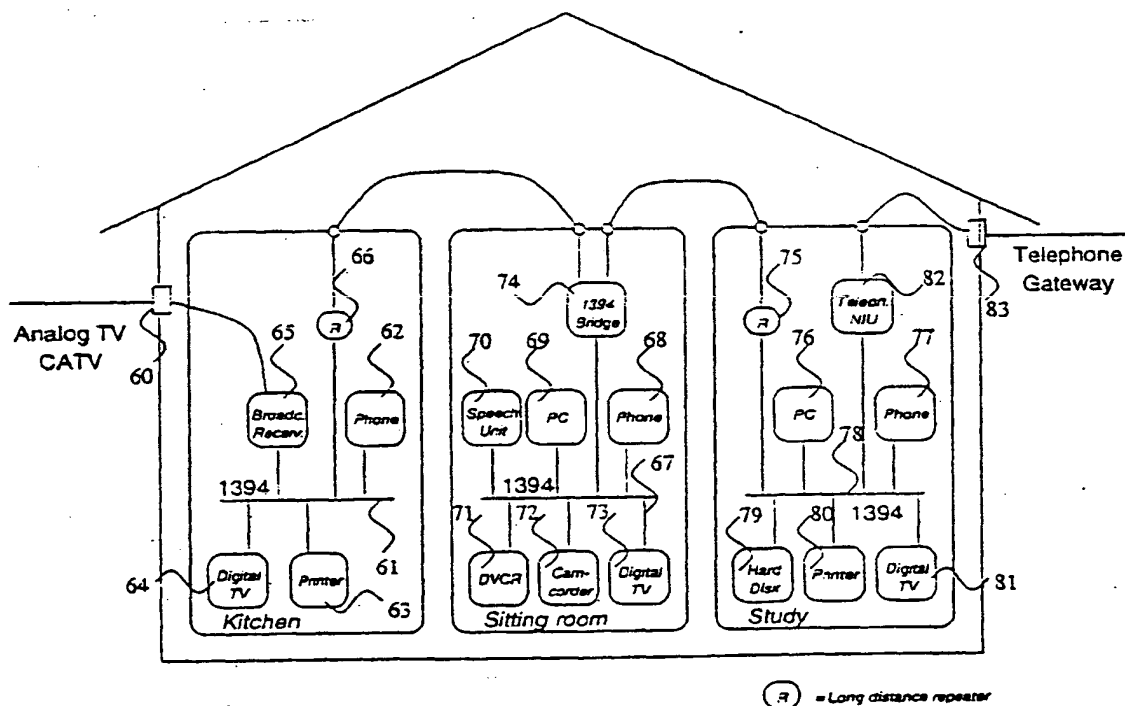 66
74
75
82
Telephone
Gateway
83
1394
Bridge
Telecom.
NIU
R
R
Analog TV
CATV
60
65
62
70
69
68
76
77
Broadc.
Receiv.
Phone
Speech
Unit
PC
Phone
PC
Phone
78
67
1394
1394
1394
71
72
73
79
80
61
64
Digital
TV
Printer
63
DVCR
Cam-
corder
Digital
TV
Hard
Disk
Printer
Digital
TV
81
Kitchen
Sitting room
Study
R = Long distance repeater